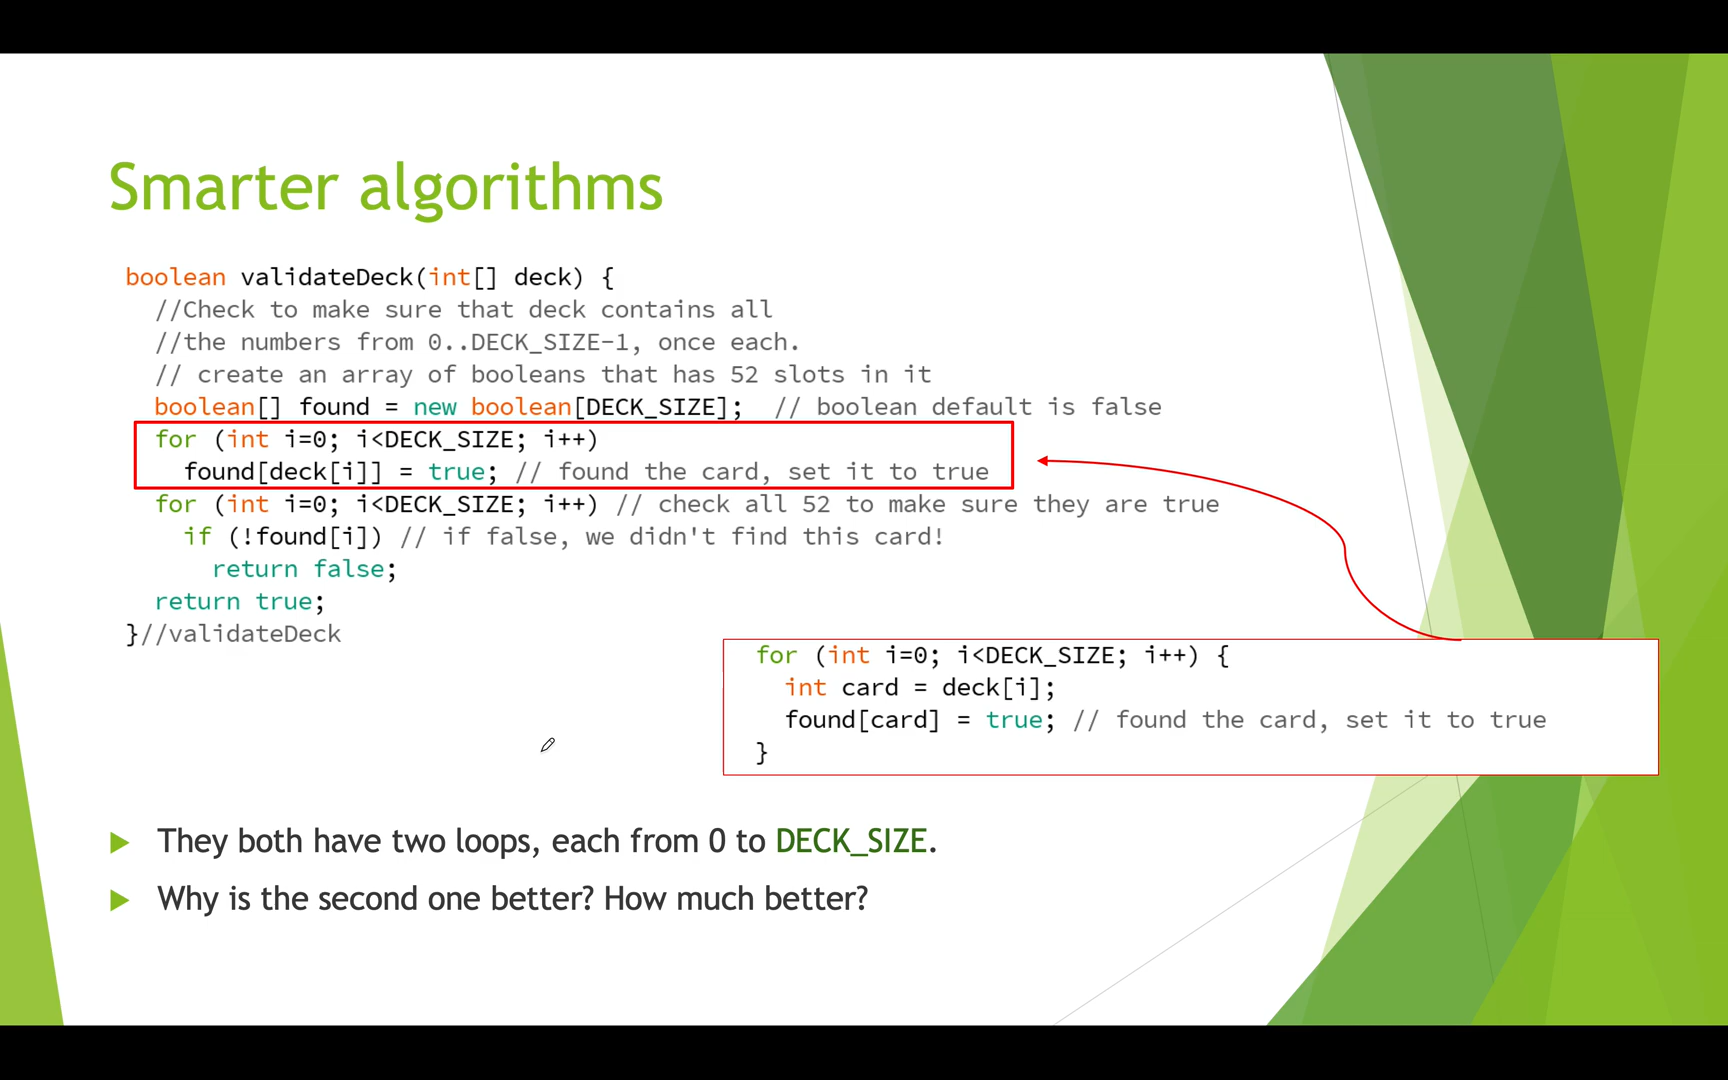 Smarter algorithms
boolean validateDeck(int[] deck) {
//Check to make sure that deck contains all
//the numbers from 0..DECK_SIZE-1, once each.
// create an array of booleans that has 52 slots in it
boolean[] found = new boolean[DECK_SIZE]; // boolean default is false
for (int i=0; i<DECK_SIZE; i++)
found[deck[i]] = true; // found the card, set it to true
for (int i=0; i<DECK_SIZE; i++) // check all 52 to make sure they are true
if (!found[i]) // if false, we didn't find this card!
return false;
return true;
}//validateDeck
for (int i=0; i<DECK_SIZE; i++) {
int card = deck[i];
found[card] = true; // found the card, set it to true
}
They both have two loops, each from 0 to DECK_SIZE.
Why is the second one better? How much better?